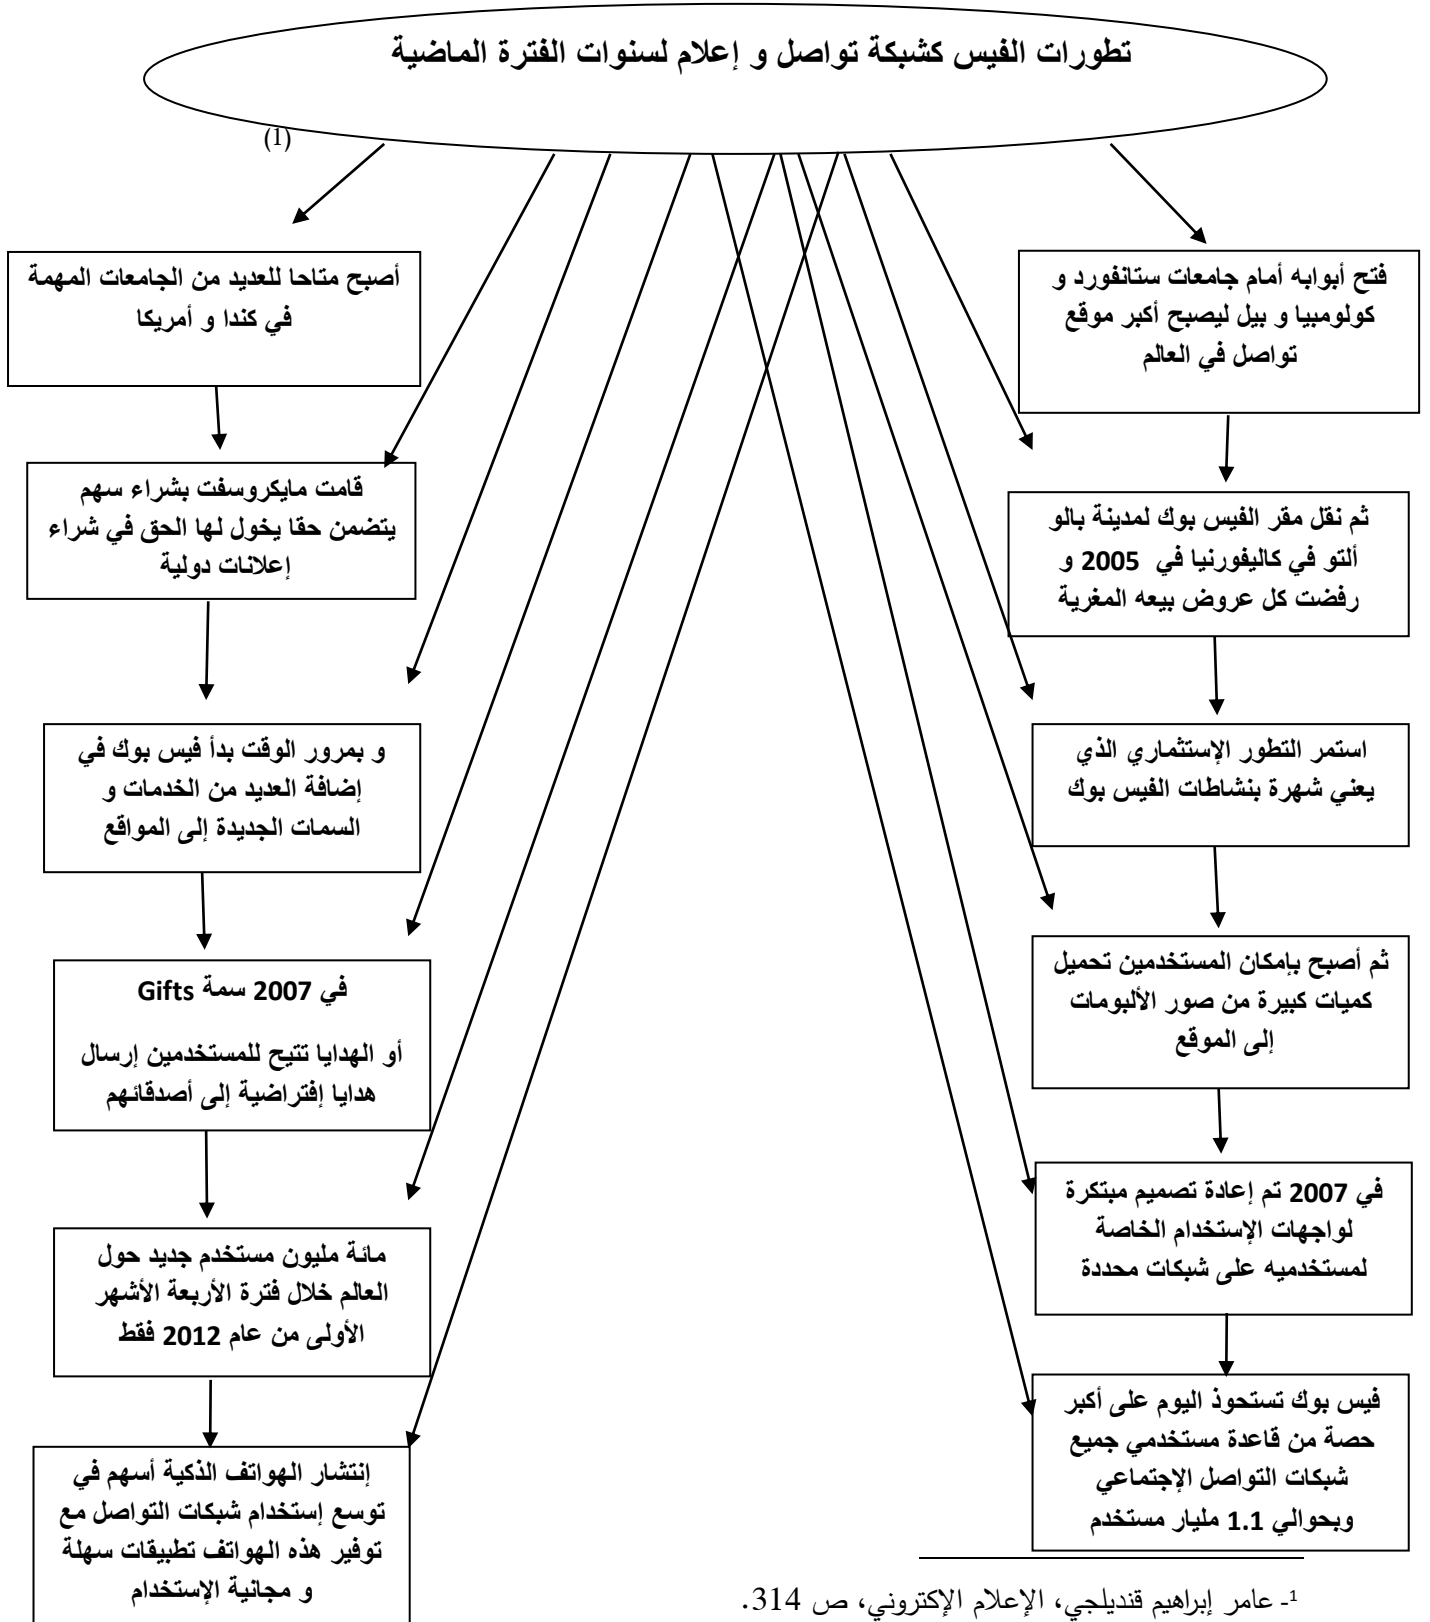 تطورات الفيس كشبكة تواصل و إعلام لسنوات الفترة الماضية
(1)
فتح أبوابه أمام جامعات ستانفورد و
كولومبيا و بيل ليصبح أكبر موقع
تواصل في العالم
ثم نقل مقر الفيس بوك لمدينة بالو
ألتو في كاليفورنيا في 2005 و
رفضت كل عروض بيعه المغرية
استمر التطور الإستثماري الذي
يعني شهرة بنشاطات الفيس بوك
ثم أصبح بإمكان المستخدمين تحميل
كميات كبيرة من صور الألبومات
إلى الموقع
في 2007 تم إعادة تصميم مبتكرة
لواجهات الإستخدام الخاصة
لمستخدميه على شبكات محددة
فيس بوك تستحوذ اليوم على أكبر
حصة من قاعدة مستخدمي جميع
شبكات التواصل الإجتماعي
وبحوالي 1.1 مليار مستخدم
أصبح متاحا للعديد من الجامعات المهمة
في كندا و أمريكا
قامت مايكروسفت بشراء سهم
يتضمن حقا يخول لها الحق في شراء
إعلانات دولية
و بمرور الوقت بدأ فيس بوك في
إضافة العديد من الخدمات و
السمات الجديدة إلى المواقع
في 2007 سمة Gifts
أو الهدايا تتيح للمستخدمين إرسال
هدايا إفتراضية إلى أصدقائهم
مائة مليون مستخدم جديد حول
العالم خلال فترة الأربعة الأشهر
الأولى من عام 2012 فقط
إنتشار الهواتف الذكية أسهم في
توسع إستخدام شبكات التواصل مع
توفير هذه الهواتف تطبيقات سهلة
و مجانية الإستخدام
¹- عامر إبراهيم قنديلجي، الإعلام الإكتروني، ص 314.